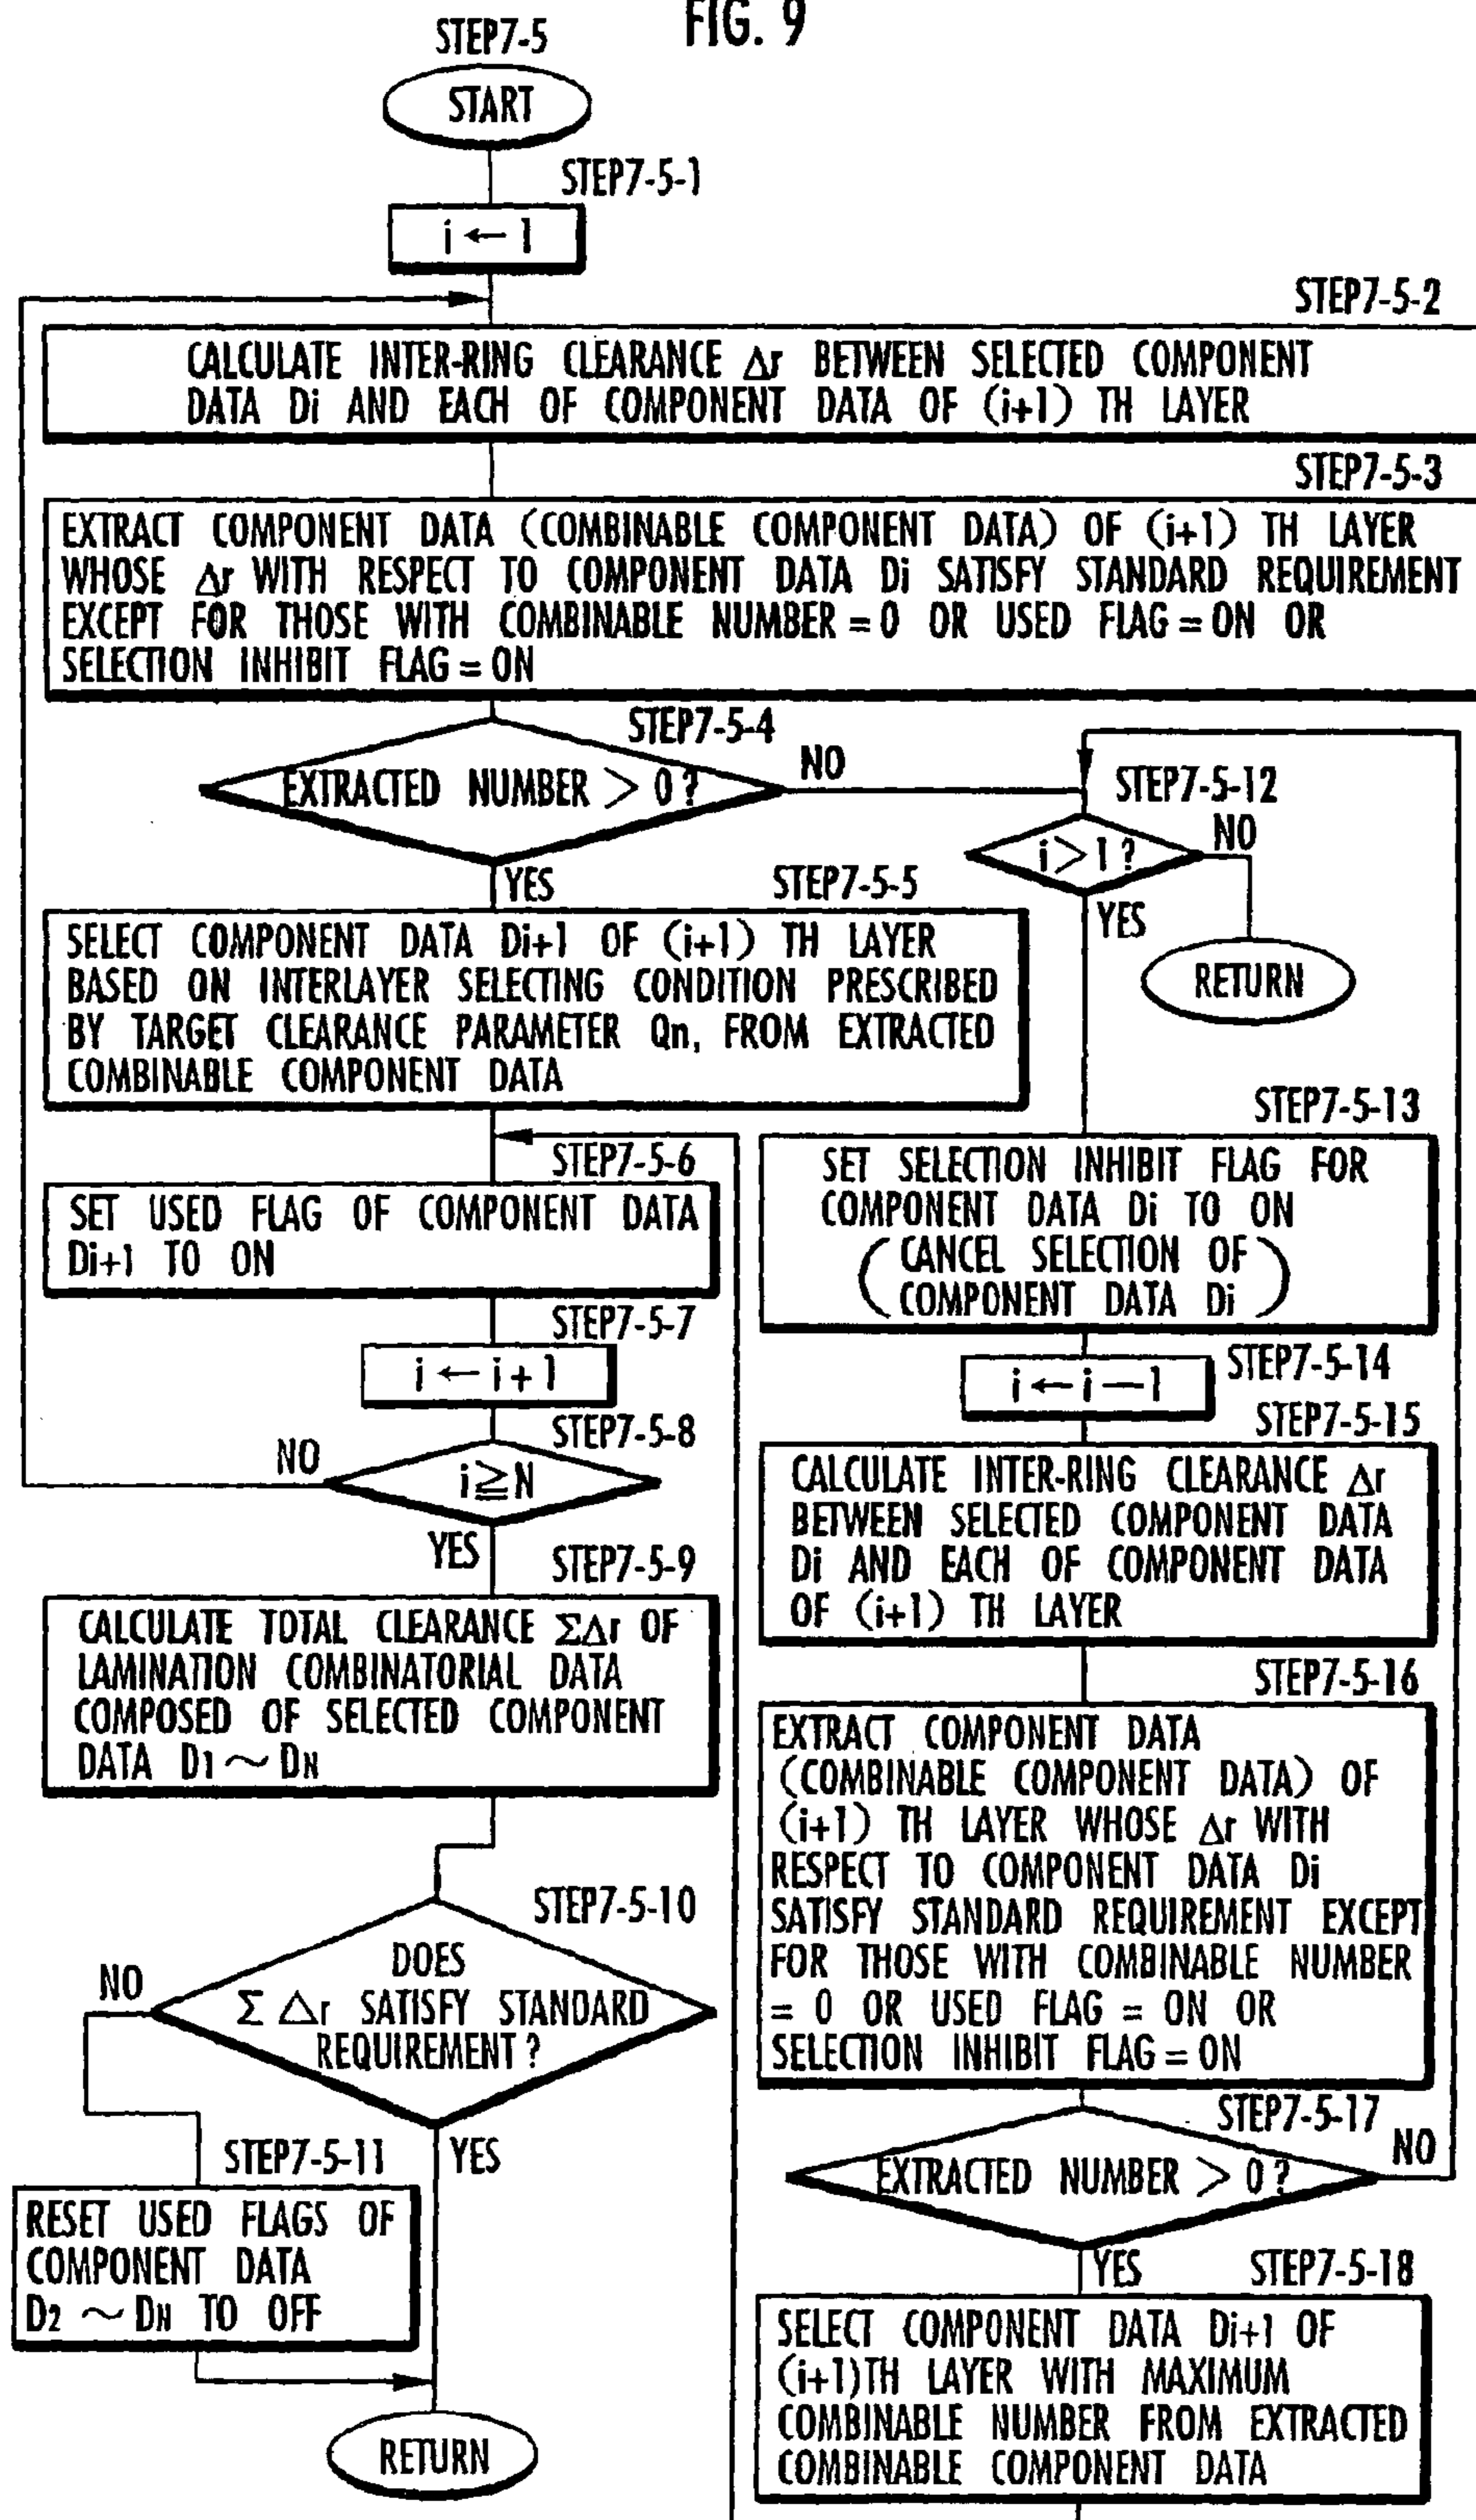 FIG. 9
STEP7-5
START
STEP7-5-1
i ← 1
STEP7-5-2
CALCULATE INTER-RING CLEARANCE Δr BETWEEN SELECTED COMPONENT
DATA Di AND EACH OF COMPONENT DATA OF (i+1) TH LAYER
STEP7-5-3
EXTRACT COMPONENT DATA (COMBINABLE COMPONENT DATA) OF (i+1) TH LAYER
WHOSE Δr WITH RESPECT TO COMPONENT DATA Di SATISFY STANDARD REQUIREMENT
EXCEPT FOR THOSE WITH COMBINABLE NUMBER = 0 OR USED FLAG = ON OR
SELECTION INHIBIT FLAG = ON
STEP7-5-4
EXTRACTED NUMBER > 0 ?
NO
YES
STEP7-5-5
SELECT COMPONENT DATA Di+1 OF (i+1) TH LAYER
BASED ON INTERLAYER SELECTING CONDITION PRESCRIBED
BY TARGET CLEARANCE PARAMETER Qn, FROM EXTRACTED
COMBINABLE COMPONENT DATA
STEP7-5-6
SET USED FLAG OF COMPONENT DATA
Di+1 TO ON
STEP7-5-7
i ← i + 1
STEP7-5-8
NO
i ≧ N
YES
STEP7-5-9
CALCULATE TOTAL CLEARANCE ΣΔr OF
LAMINATION COMBINATORIAL DATA
COMPOSED OF SELECTED COMPONENT
DATA D1 ~ DN
STEP7-5-10
NO
DOES
Σ Δr SATISFY STANDARD
REQUIREMENT ?
YES
STEP7-5-11
RESET USED FLAGS OF
COMPONENT DATA
D2 ~ DN TO OFF
RETURN
STEP7-5-12
i > 1 ?
NO
YES
RETURN
STEP7-5-13
SET SELECTION INHIBIT FLAG FOR
COMPONENT DATA Di TO ON
( CANCEL SELECTION OF
COMPONENT DATA Di )
STEP7-5-14
i ← i — 1
STEP7-5-15
CALCULATE INTER-RING CLEARANCE Δr
BETWEEN SELECTED COMPONENT DATA
Di AND EACH OF COMPONENT DATA
OF (i+1) TH LAYER
STEP7-5-16
EXTRACT COMPONENT DATA
(COMBINABLE COMPONENT DATA) OF
(i+1) TH LAYER WHOSE Δr WITH
RESPECT TO COMPONENT DATA Di
SATISFY STANDARD REQUIREMENT EXCEPT
FOR THOSE WITH COMBINABLE NUMBER
= 0 OR USED FLAG = ON OR
SELECTION INHIBIT FLAG = ON
STEP7-5-17
EXTRACTED NUMBER > 0 ?
NO
YES
STEP7-5-18
SELECT COMPONENT DATA Di+1 OF
(i+1)TH LAYER WITH MAXIMUM
COMBINABLE NUMBER FROM EXTRACTED
COMBINABLE COMPONENT DATA